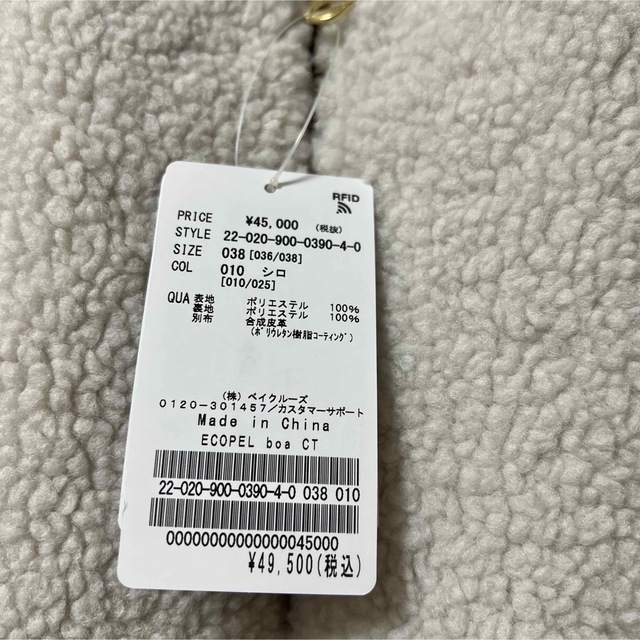 RFID
PRICE ¥45,000 (税抜)
STYLE 22-020-900-0390-4-0
SIZE 038 [036/038]
COL 010 シロ
[010/025]
QUA 表地 ポリエステル 100%
裏地 ポリエステル 100%
別布 合成皮革
(ポリウレタン樹脂コーティング)
(株) ベイクルーズ
0120-301457/カスタマーサポート
Made in China
ECOPEL boa CT
22-020-900-0390-4-0 038 010
00000000000000045000
¥49,500(税込)